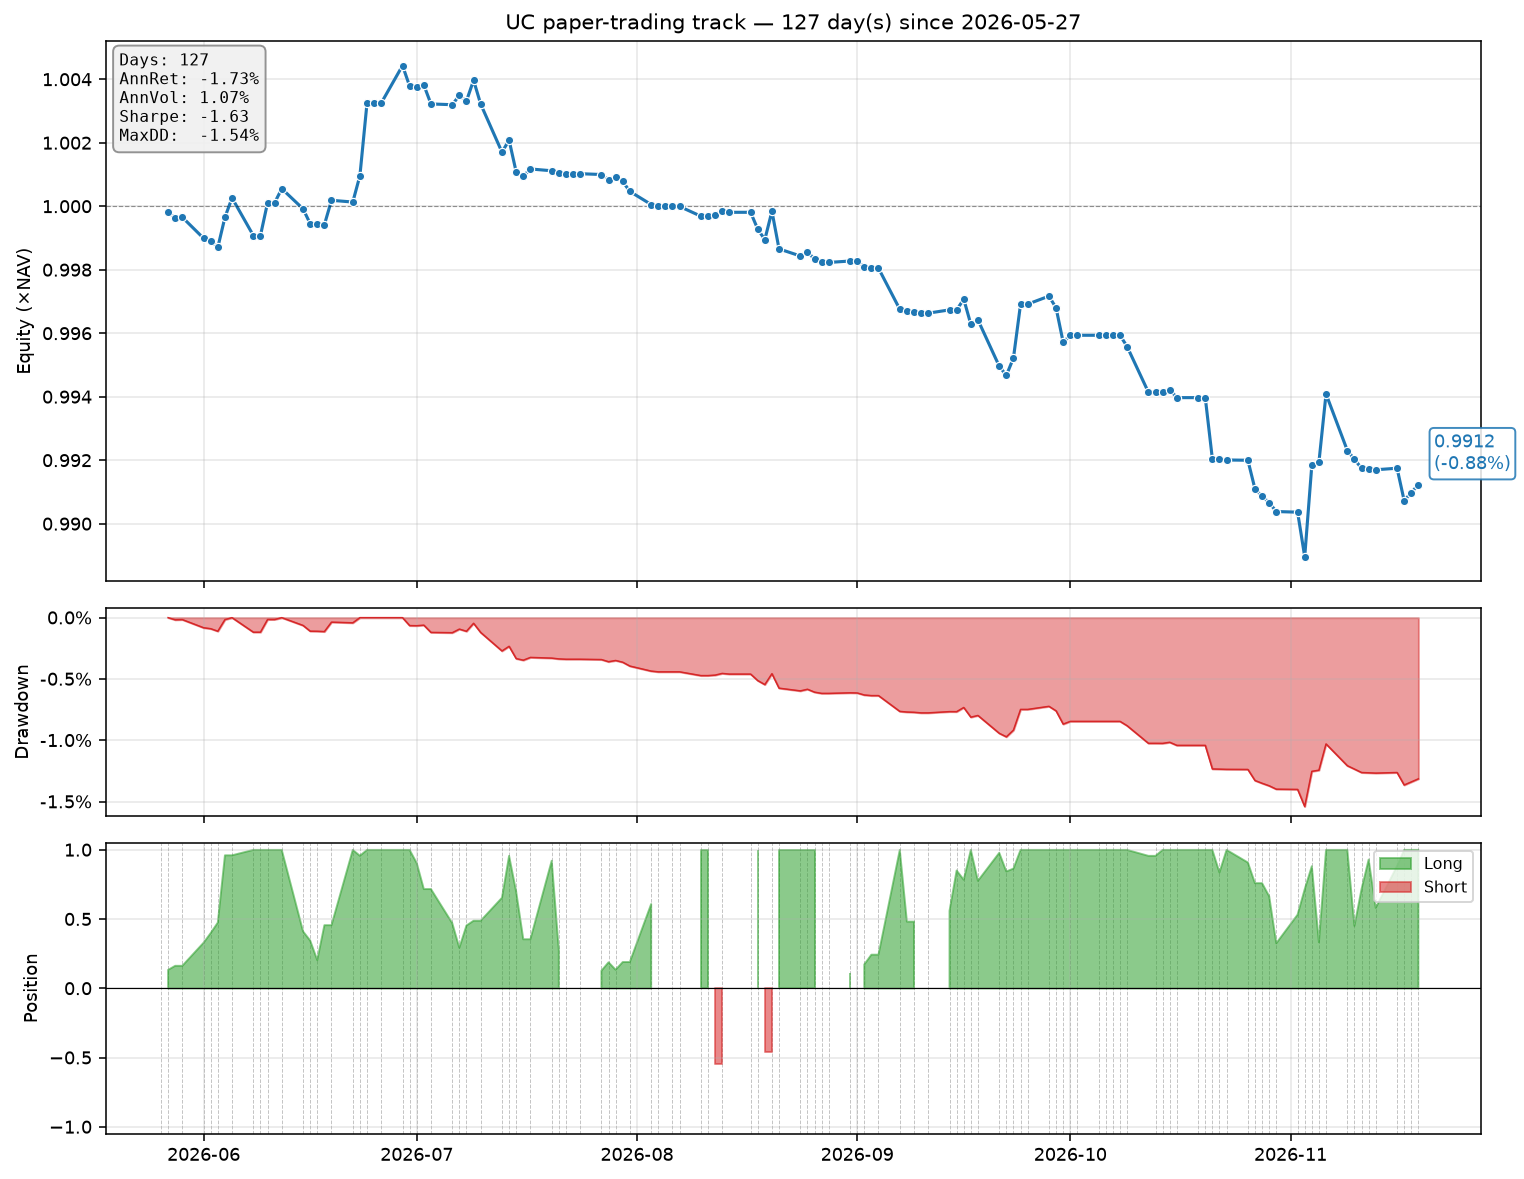 UC paper-trading track — 127 day(s) since 2026-05-27
Days: 127
AnnRet: -1.73%
AnnVol: 1.07%
Sharpe: -1.63
MaxDD:  -1.54%
Equity (×NAV)
1.004
1.002
1.000
0.998
0.996
0.994
0.992
0.990
0.9912
(-0.88%)
Drawdown
0.0%
-0.5%
-1.0%
-1.5%
Position
1.0
0.5
0.0
−0.5
−1.0
Long
Short
2026-06
2026-07
2026-08
2026-09
2026-10
2026-11